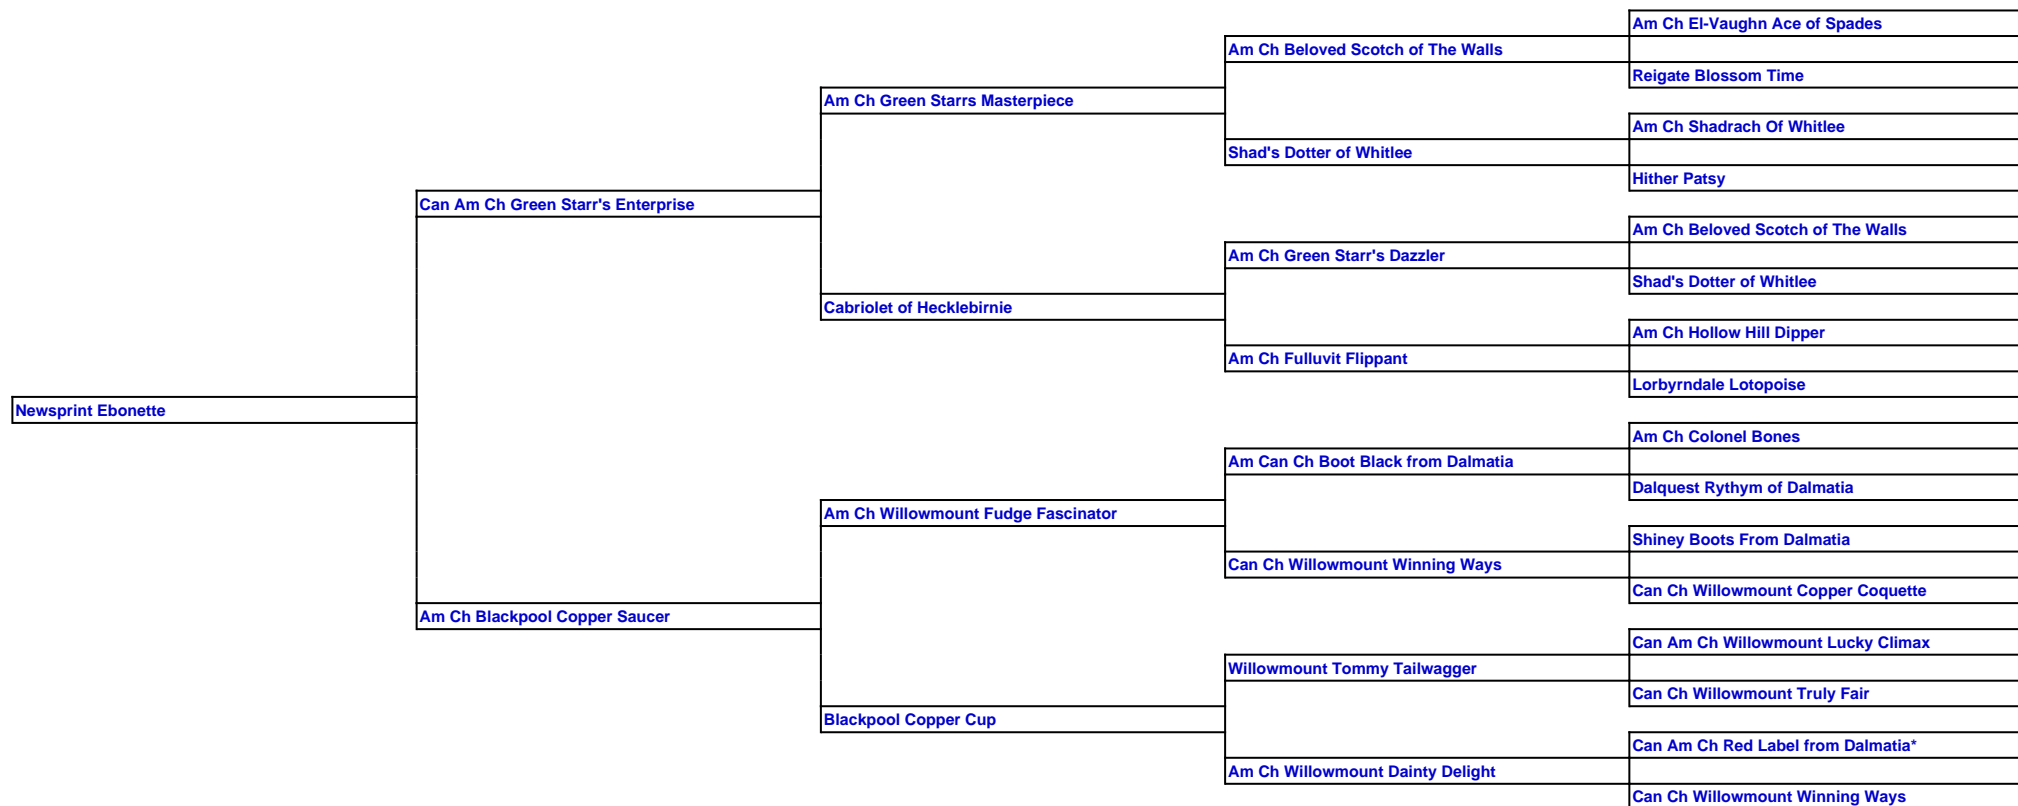 Am Ch El-Vaughn Ace of Spades
Am Ch Beloved Scotch of The Walls
Reigate Blossom Time
Am Ch Green Starrs Masterpiece
Am Ch Shadrach Of Whitlee
Shad's Dotter of Whitlee
Hither Patsy
Can Am Ch Green Starr's Enterprise
Am Ch Beloved Scotch of The Walls
Am Ch Green Starr's Dazzler
Shad's Dotter of Whitlee
Cabriolet of Hecklebirnie
Am Ch Hollow Hill Dipper
Am Ch Fulluvit Flippant
Lorbyrndale Lotopoise
Newsprint Ebonette
Am Ch Colonel Bones
Am Can Ch Boot Black from Dalmatia
Dalquest Rythym of Dalmatia
Am Ch Willowmount Fudge Fascinator
Shiney Boots From Dalmatia
Can Ch Willowmount Winning Ways
Can Ch Willowmount Copper Coquette
Am Ch Blackpool Copper Saucer
Can Am Ch Willowmount Lucky Climax
Willowmount Tommy Tailwagger
Can Ch Willowmount Truly Fair
Blackpool Copper Cup
Can Am Ch Red Label from Dalmatia*
Am Ch Willowmount Dainty Delight
Can Ch Willowmount Winning Ways